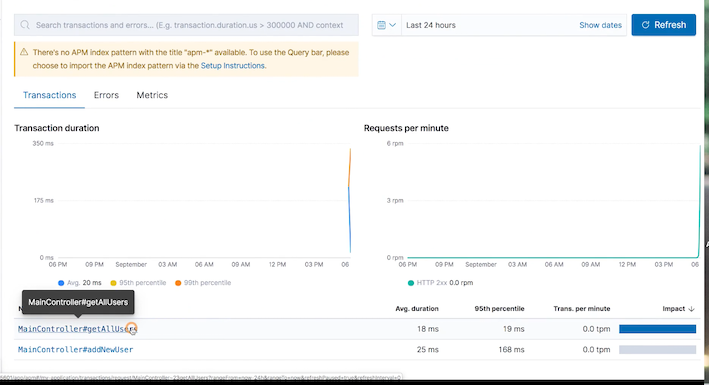 Search transactions and errors... (E.g. transaction.duration.us > 300000 AND context
Last 24 hours
Show dates
Refresh
There's no APM index pattern with the title "apm-*" available. To use the Query bar, please
choose to import the APM index pattern via the Setup Instructions.
Transactions Errors Metrics
Transaction duration
350 ms
175 ms
0 ms
06 PM 09 PM September 03 AM 06 AM 09 AM 12 PM 03 PM 06
Avg. 20 ms 95th percentile 99th percentile
Requests per minute
6 rpm
3 rpm
0 rpm
06 PM 09 PM September 03 AM 06 AM 09 AM 12 PM 03 PM 06
HTTP 2xx 0.0 rpm
MainController#getAllUsers
Avg. duration 95th percentile Trans. per minute Impact
MainController#getAllUsers 18 ms 19 ms 0.0 tpm
MainController#addNewUser 25 ms 168 ms 0.0 tpm